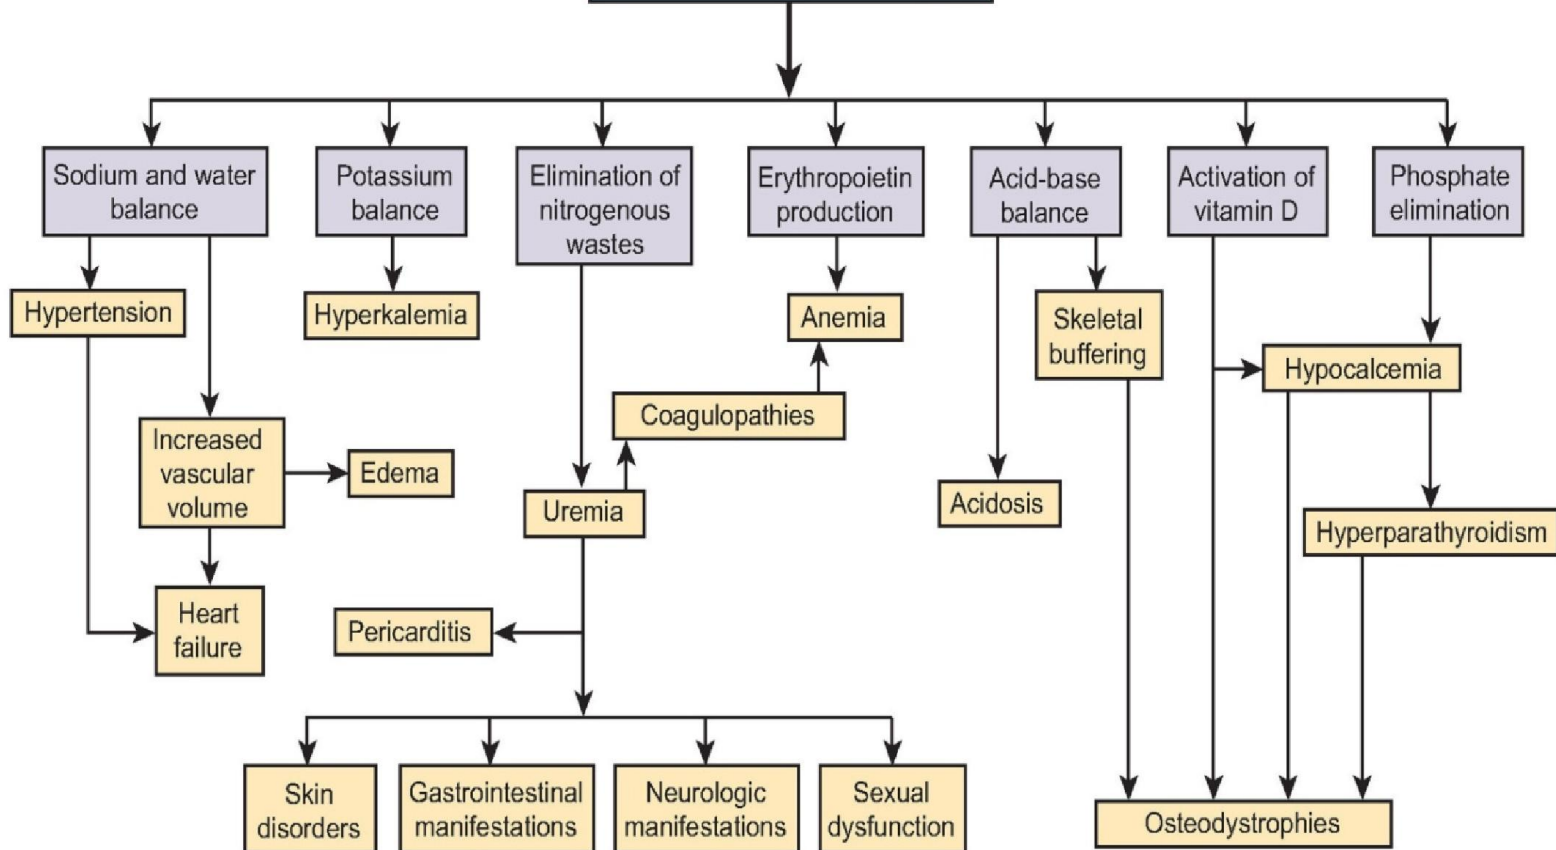 Sodium and water
balance
Potassium
balance
Elimination of
nitrogenous
wastes
Erythropoietin
production
Acid-base
balance
Activation of
vitamin D
Phosphate
elimination
Hypertension
Hyperkalemia
Anemia
Skeletal
buffering
Hypocalcemia
Coagulopathies
Increased
vascular
volume
Edema
Uremia
Acidosis
Hyperparathyroidism
Heart
failure
Pericarditis
Skin
disorders
Gastrointestinal
manifestations
Neurologic
manifestations
Sexual
dysfunction
Osteodystrophies